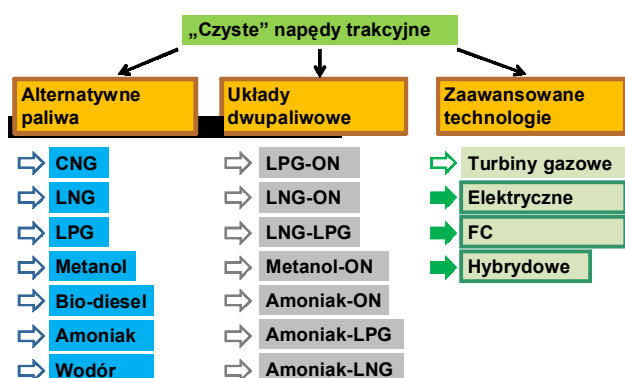 „Czyste” napędy trakcyjne
Alternatywne
paliwa
CNG
LNG
LPG
Metanol
Bio-diesel
Amoniak
Wodór
Układy
dwupaliwowe
LPG-ON
LNG-ON
LNG-LPG
Metanol-ON
Amoniak-ON
Amoniak-LPG
Amoniak-LNG
Zaawansowane
technologie
Turbiny gazowe
Elektryczne
FC
Hybrydowe